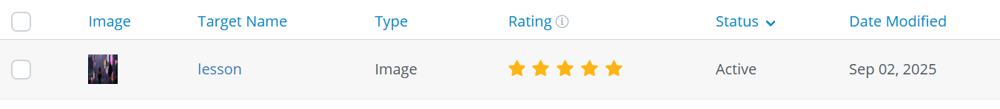 Image Target Name Type Rating Status Date Modified
lesson Image Active Sep 02, 2025